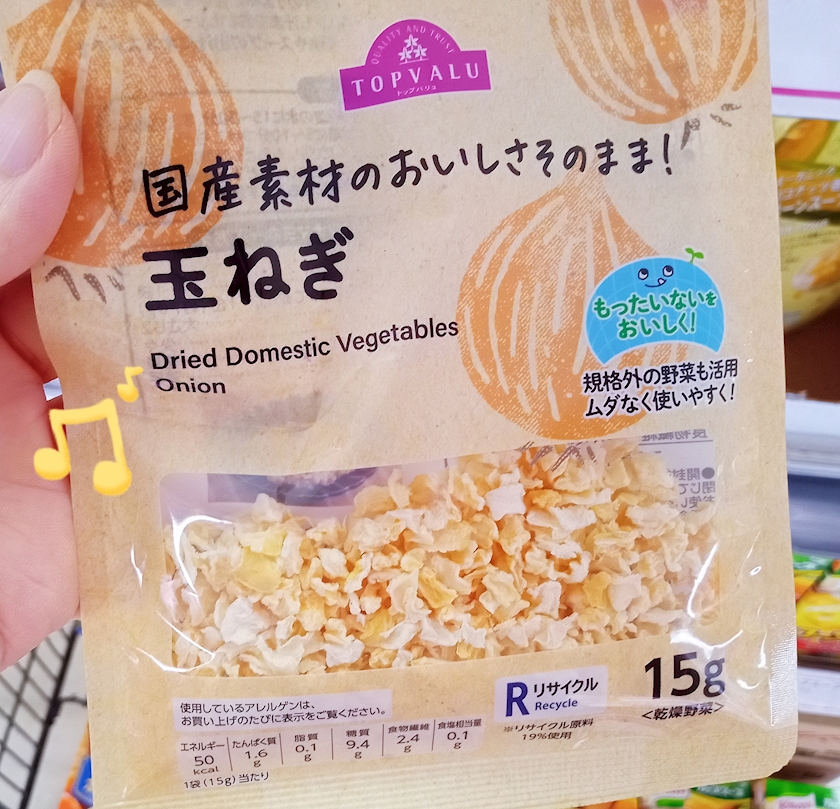 QUALITY AND TRUST
TOPVALU
トップバリュ
国産素材のおいしさそのまま!
玉ねぎ
Dried Domestic Vegetables
Onion
もったいないを
おいしく!
規格外の野菜も活用
ムダなく使いやすく!
使用しているアレルゲンは、
お買い上げのたびに表示をご覧ください。
エネルギー たんぱく質 脂質 糖質 食物繊維 食塩相当量
50 kcal 1.6 g 0.1 g 9.4 g 2.4 g 0.1 g
1袋(15g)当たり
R リサイクル
Recycle
※リサイクル原料
19%使用
15g
<乾燥野菜>